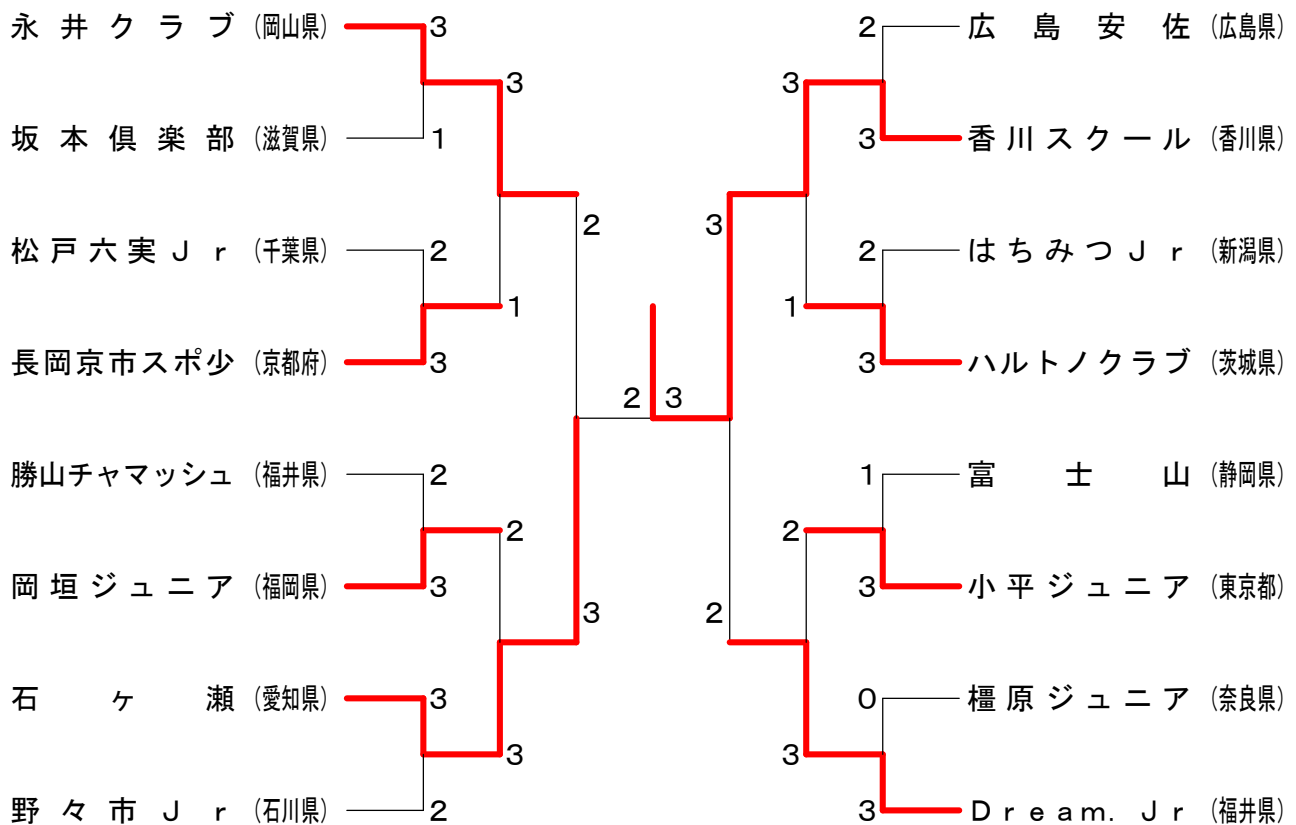 永井クラブ (岡山県) 3
2 広島安佐 (広島県)
3
3
坂本倶楽部 (滋賀県) 1
3 香川スクール (香川県)
2
3
松戸六実Ｊｒ (千葉県) 2
2 はちみつＪｒ (新潟県)
1
1
長岡京市スポ少 (京都府) 3
3 ハルトノクラブ (茨城県)
2 3
勝山チャマッシュ (福井県) 2
1 富士山 (静岡県)
2
2
岡垣ジュニア (福岡県) 3
3 小平ジュニア (東京都)
3
2
石ヶ瀬 (愛知県) 3
0 橿原ジュニア (奈良県)
3
3
野々市Ｊｒ (石川県) 2
3 Ｄｒｅａｍ．Ｊｒ (福井県)